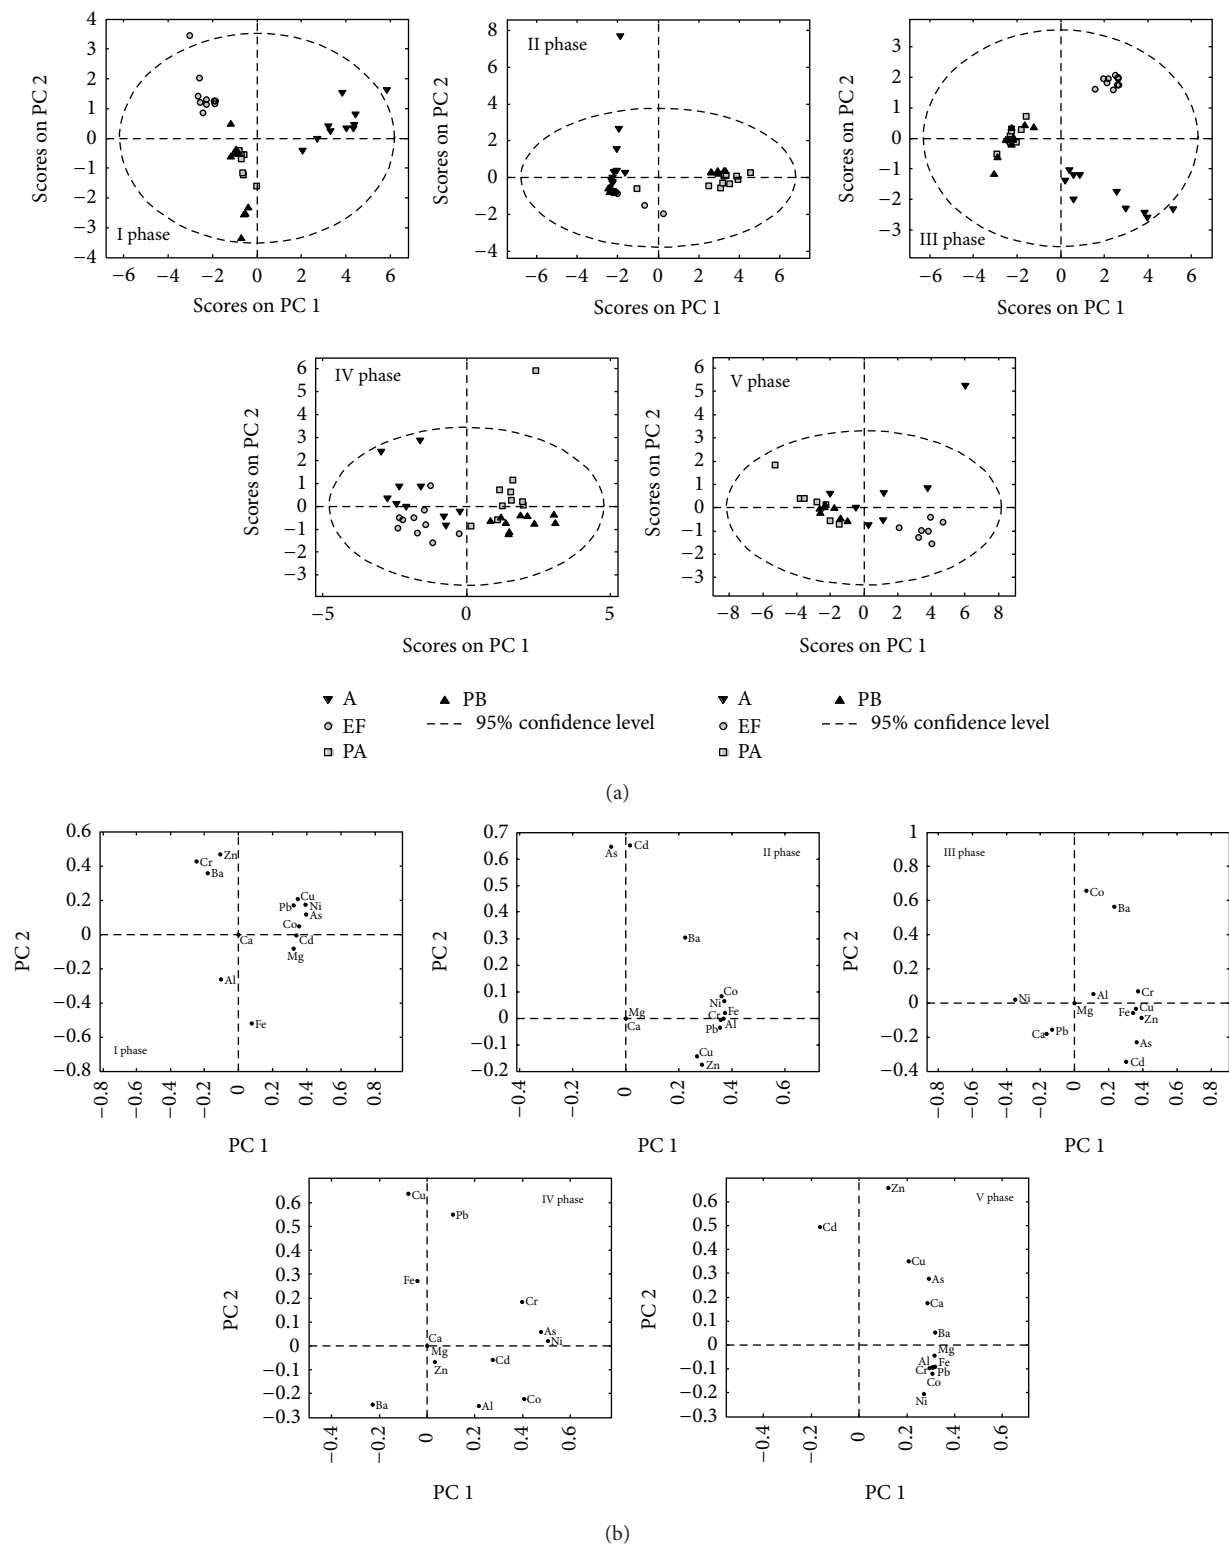 4
3
2
1
0
−1
−2
−3
−4
Scores on PC 2
I phase
−6 −4 −2 0 2 4 6
Scores on PC 1
8
6
4
2
0
−2
−4
Scores on PC 2
II phase
−6 −4 −2 0 2 4 6
Scores on PC 1
3
2
1
0
−1
−2
−3
Scores on PC 2
III phase
−6 −4 −2 0 2 4 6
Scores on PC 1
6
5
4
3
2
1
0
−1
−2
−3
Scores on PC 2
IV phase
−5 0 5
Scores on PC 1
6
5
4
3
2
1
0
−1
−2
−3
Scores on PC 2
V phase
−8 −6 −4 −2 0 2 4 6 8
Scores on PC 1
A
EF
PA
PB
95% confidence level
A
EF
PA
PB
95% confidence level
(a)
0.6
0.4
0.2
0
−0.2
−0.4
−0.6
−0.8
PC 2
Zn
Cr
Ba
Cu
Pb Ni
As
Co
Ca Cd
Mg
Al
Fe
I phase
−0.8 −0.6 −0.4 −0.2 0 0.2 0.4 0.6 0.8
PC 1
0.7
0.6
0.5
0.4
0.3
0.2
0.1
0
−0.1
−0.2
PC 2
As Cd
II phase
Ba
Co
Ni
Mg Cr Fe
Ca Pb Al
Cu
Zn
−0.4 −0.2 0 0.2 0.4 0.6
PC 1
1
0.8
0.6
0.4
0.2
0
−0.2
−0.4
PC 2
III phase
Co
Ba
Ni Al Cr
Mg Fe Cu
Zn
Ca Pb
As
Cd
−0.8 −0.6 −0.4 −0.2 0 0.2 0.4 0.6 0.8
PC 1
0.6
0.5
0.4
0.3
0.2
0.1
0
−0.1
−0.2
−0.3
PC 2
Cu
IV phase
Pb
Fe
Cr
Ca As
Ni
Mg
Zn Cd
Ba Al Co
−0.4 −0.2 0 0.2 0.4 0.6
PC 1
0.6
0.5
0.4
0.3
0.2
0.1
0
−0.1
−0.2
−0.3
PC 2
Zn
V phase
Cd
Cu
As
Ca
Ba
Mg
Al Fe
Cr Pb
Co
Ni
−0.4 −0.2 0 0.2 0.4 0.6
PC 1
(b)